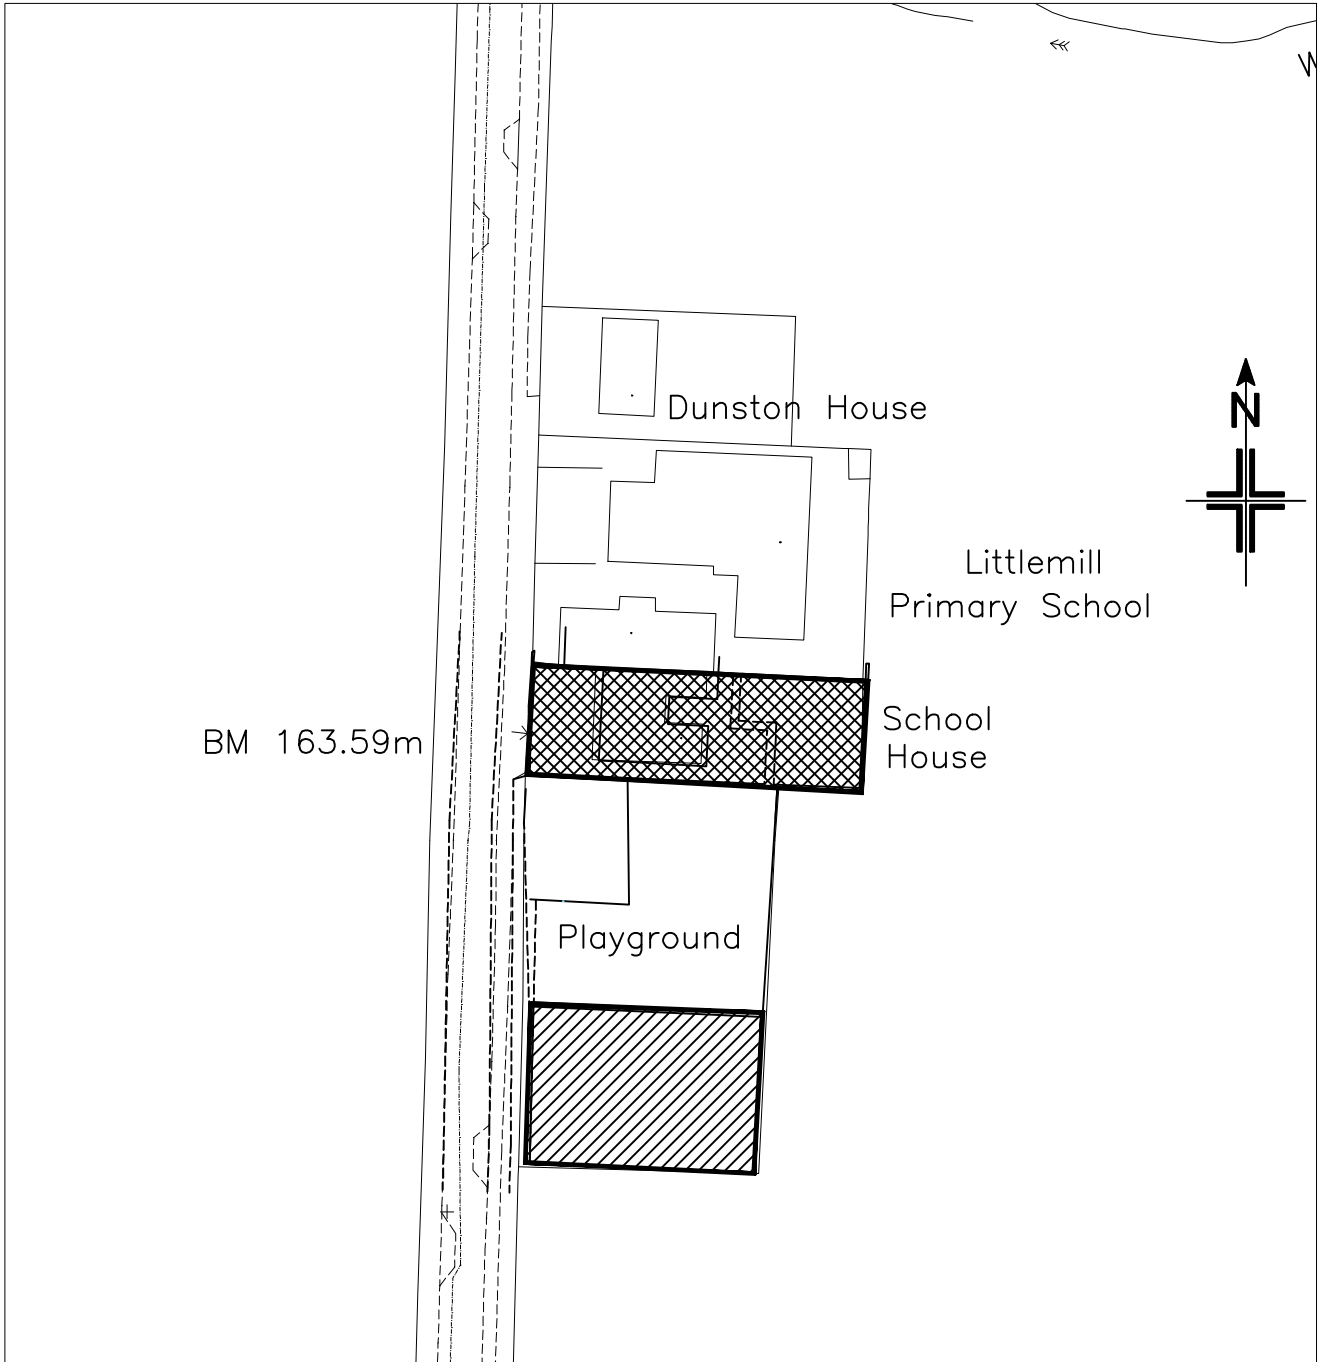 W
Dunston House
N
Littlemill
Primary School
School
House
BM 163.59m
Playground